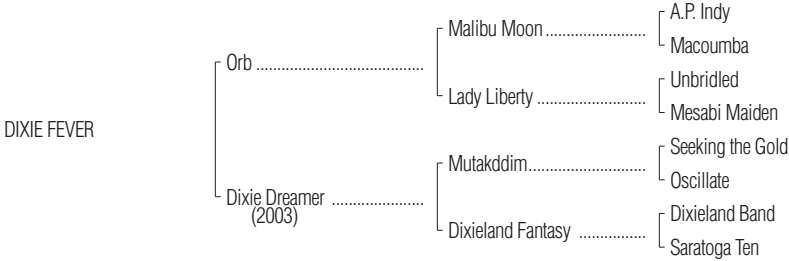 A.P. Indy
Malibu Moon ........................
Macoumba
Orb ........................................
Unbridled
Lady Liberty ..........................
Mesabi Maiden
DIXIE FEVER
Seeking the Gold
Mutakddim............................
Oscillate
Dixie Dreamer ......................
(2003)
Dixieland Band
Dixieland Fantasy ................
Saratoga Ten